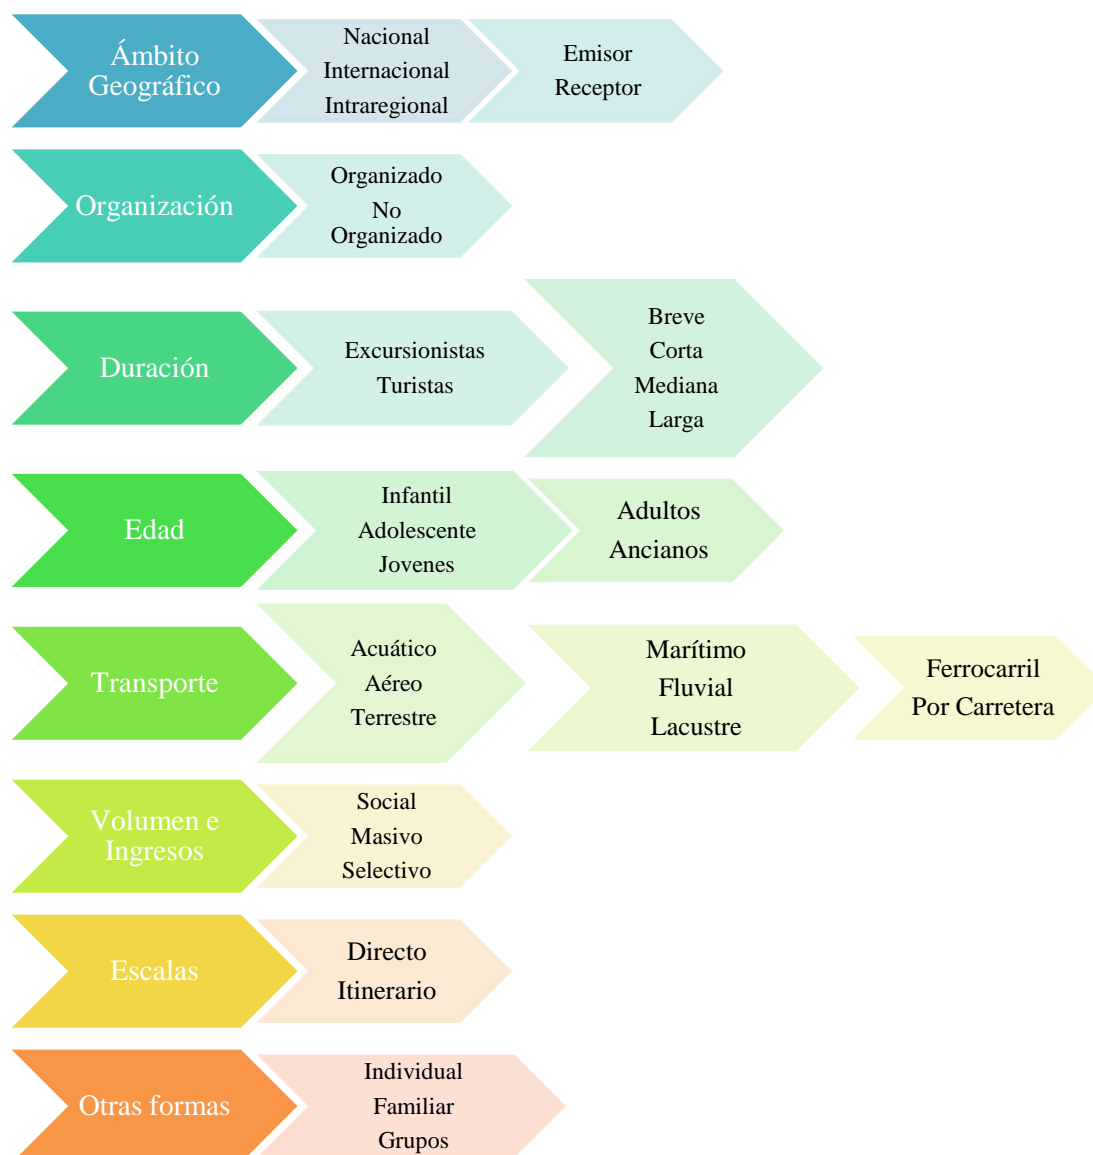 Ámbito
Geográfico
Nacional
Internacional
Intraregional
Emisor
Receptor
Organización
Organizado
No
Organizado
Duración
Excursionistas
Turistas
Breve
Corta
Mediana
Larga
Edad
Infantil
Adolescente
Jovenes
Adultos
Ancianos
Transporte
Acuático
Aéreo
Terrestre
Marítimo
Fluvial
Lacustre
Ferrocarril
Por Carretera
Volumen e
Ingresos
Social
Masivo
Selectivo
Escalas
Directo
Itinerario
Otras formas
Individual
Familiar
Grupos